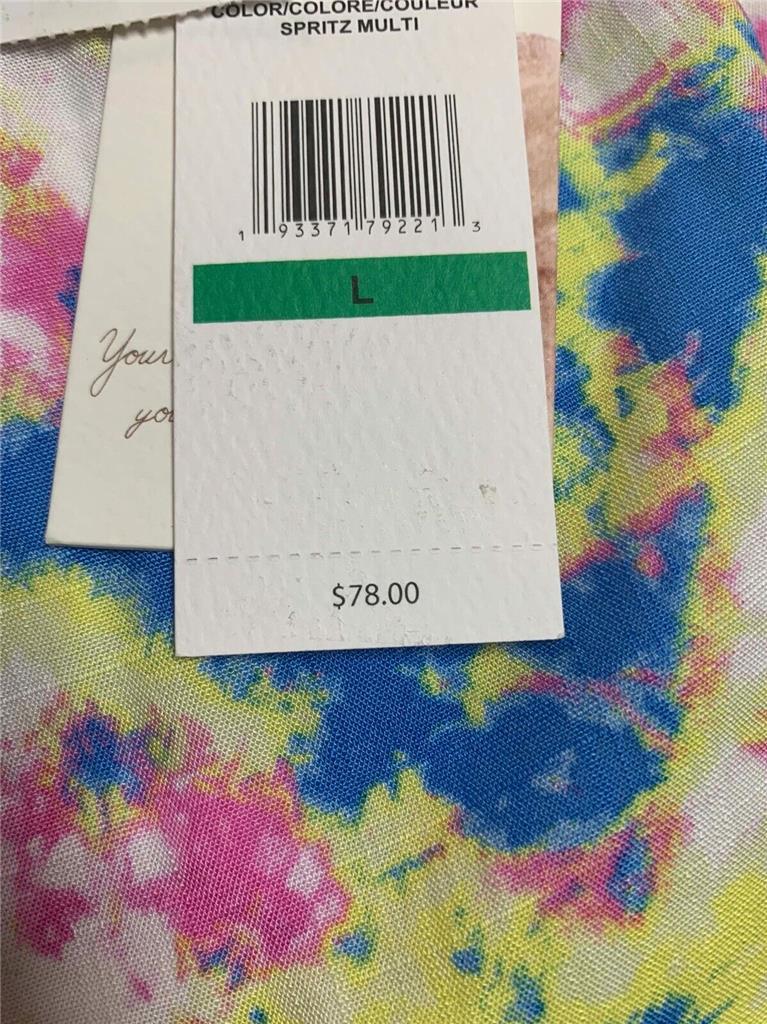 COLOR/COLORE/COULEUR
SPRITZ MULTI
1 93371 79221 3
L
Your
yo
$78.00